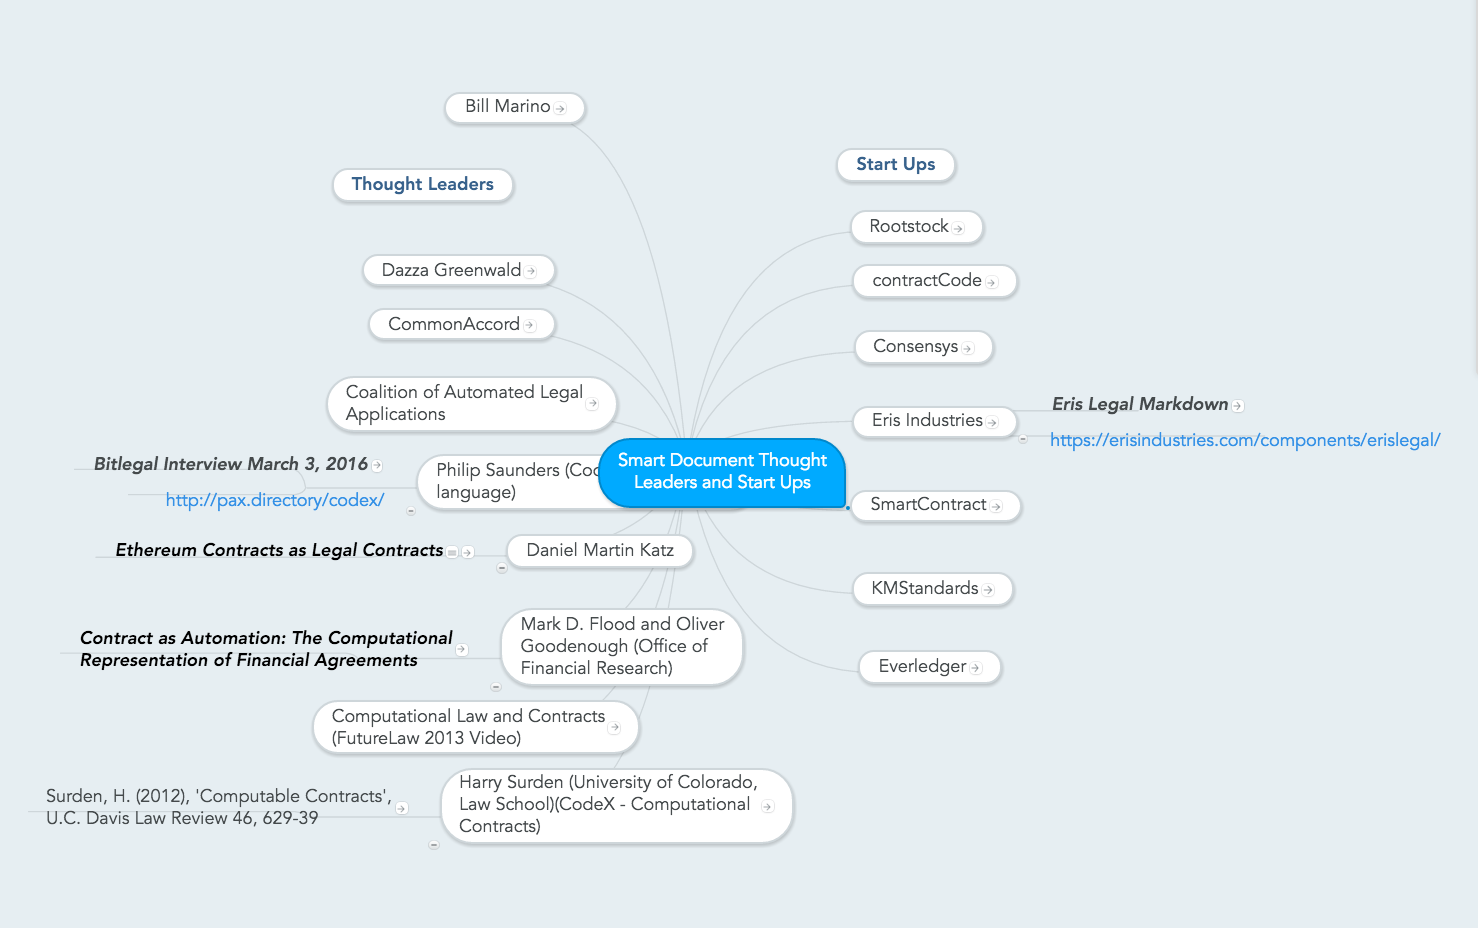 Bill Marino
Thought Leaders
Dazza Greenwald
CommonAccord
Coalition of Automated Legal
Applications
Bitlegal Interview March 3, 2016
http://pax.directory/codex/
Philip Saunders
language)
Ethereum Contracts as Legal Contracts
Daniel Martin Katz
Contract as Automation: The Computational
Representation of Financial Agreements
Mark D. Flood and Oliver
Goodenough (Office of
Financial Research)
Computational Law and Contracts
(FutureLaw 2013 Video)
Surden, H. (2012), 'Computable Contracts',
U.C. Davis Law Review 46, 629-39
Harry Surden (University of Colorado,
Law School)(CodeX - Computational
Contracts)
Smart Document Thought
Leaders and Start Ups
Start Ups
Rootstock
contractCode
Consensys
Eris Industries
Eris Legal Markdown
https://erisindustries.com/components/erislegal/
SmartContract
KMStandards
Everledger